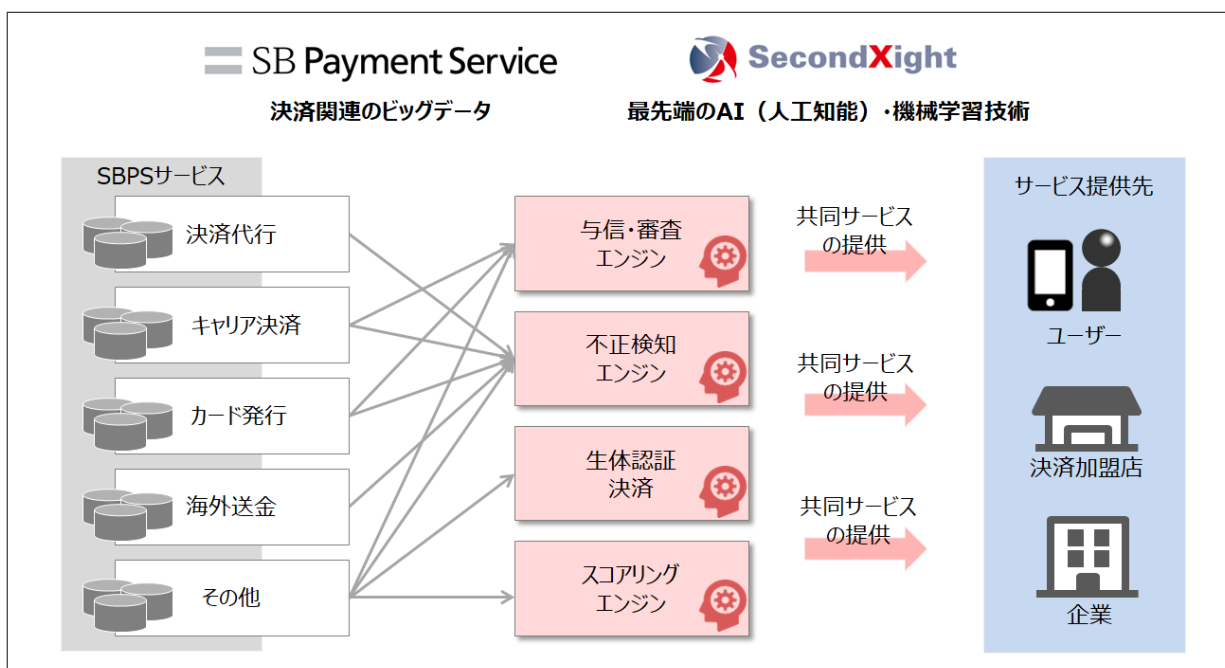 SB Payment Service
SecondXight
決済関連のビッグデータ
最先端のAI（人工知能）・機械学習技術
SBPSサービス
決済代行
キャリア決済
カード発行
海外送金
その他
与信・審査
エンジン
不正検知
エンジン
生体認証
決済
スコアリング
エンジン
共同サービス
の提供
共同サービス
の提供
共同サービス
の提供
サービス提供先
ユーザー
決済加盟店
企業